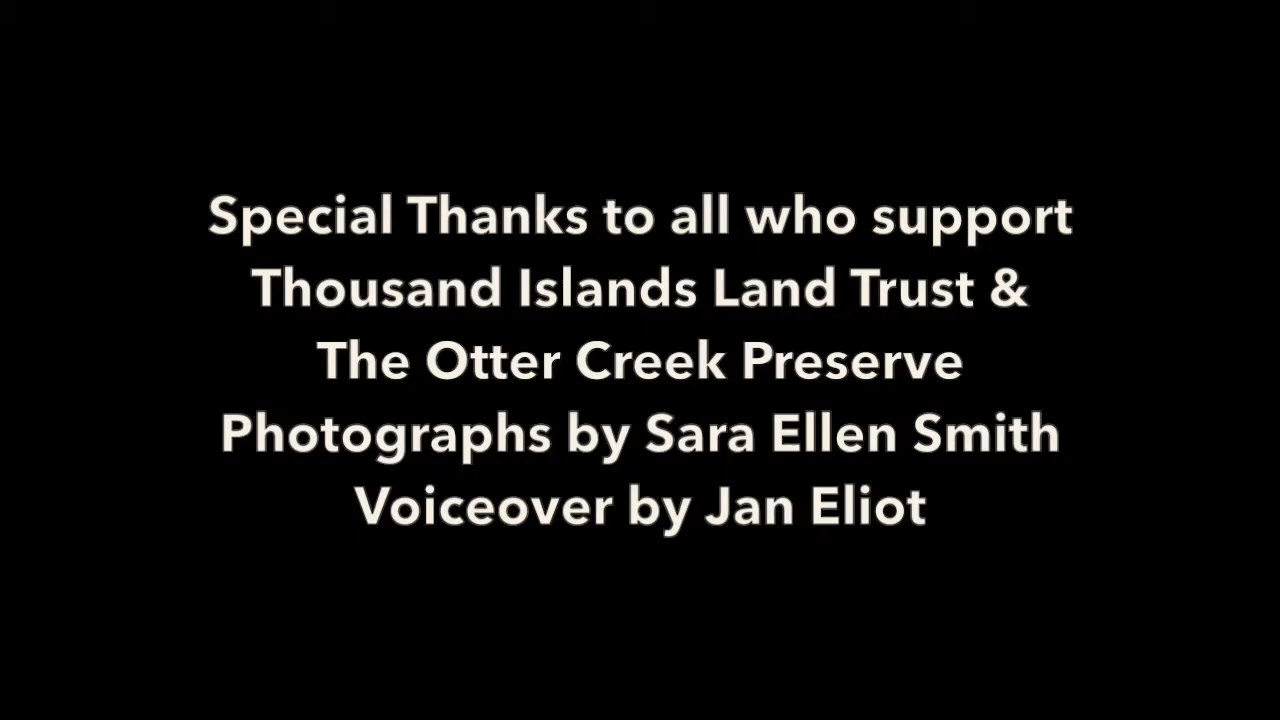 Special Thanks to all who support
Thousand Islands Land Trust &
The Otter Creek Preserve
Photographs by Sara Ellen Smith
Voiceover by Jan Eliot